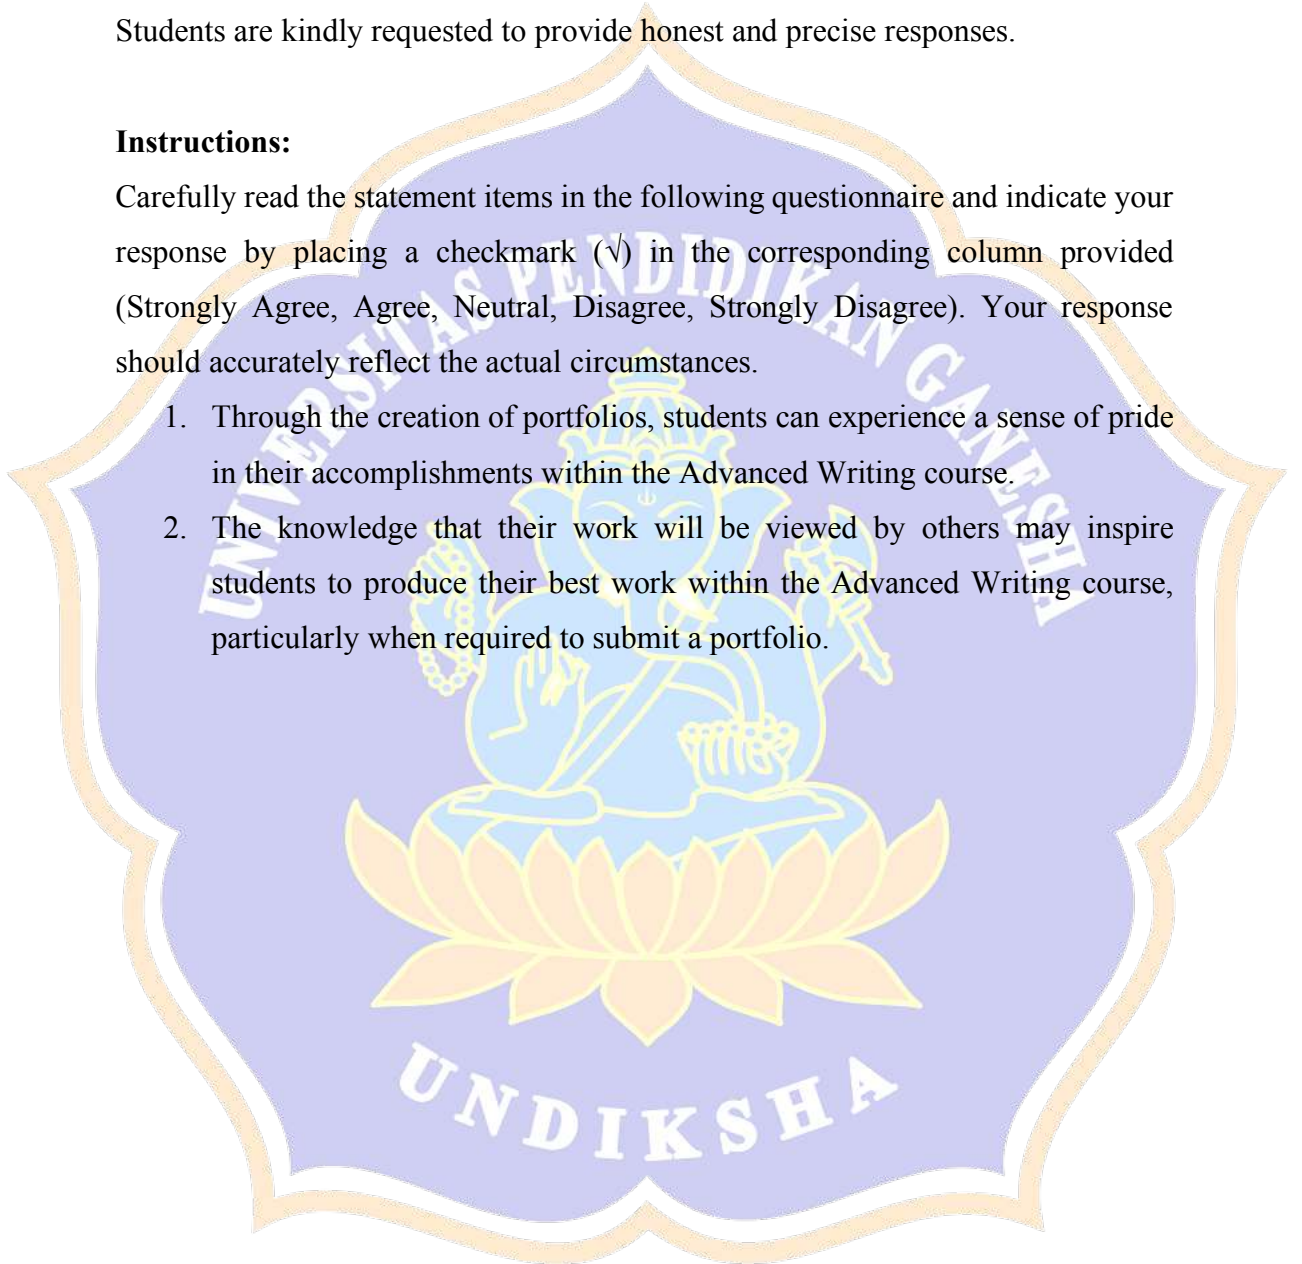 Students are kindly requested to provide honest and precise responses.
Instructions:
Carefully read the statement items in the following questionnaire and indicate your
response by placing a checkmark (√) in the corresponding column provided
(Strongly Agree, Agree, Neutral, Disagree, Strongly Disagree). Your response
should accurately reflect the actual circumstances.
1. Through the creation of portfolios, students can experience a sense of pride
in their accomplishments within the Advanced Writing course.
2. The knowledge that their work will be viewed by others may inspire
students to produce their best work within the Advanced Writing course,
particularly when required to submit a portfolio.
UNIVERSITAS PENDIDIKAN GANESHA
UNDIKSHA